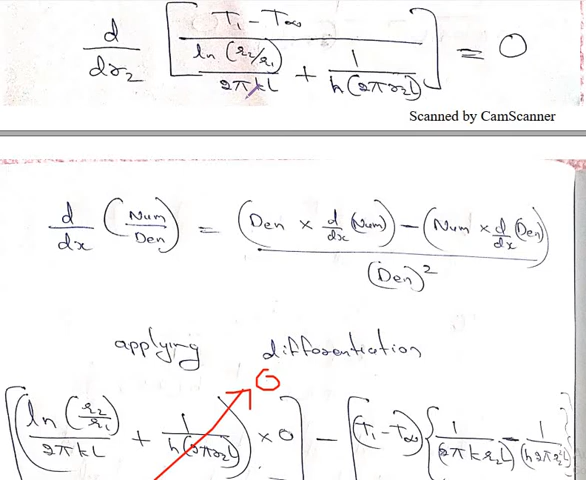 d/dr₂ [ (T₁ - T∞) / ( ln(r₂/r₁)/2πkL + 1/h(2πr₂L) ) ] = 0
Scanned by CamScanner
d/dx (Num/Den) = ( (Den × d/dx (Num)) - (Num × d/dx (Den)) ) / (Den)²
applying differentiation
0
[ ( ln(r₂/r₁)/2πkL + 1/h(2πr₂L) ) × 0 ] - [ (T₁ - T∞) { 1/(2πkr₂L) - 1/(h2πr₂²L) } ]